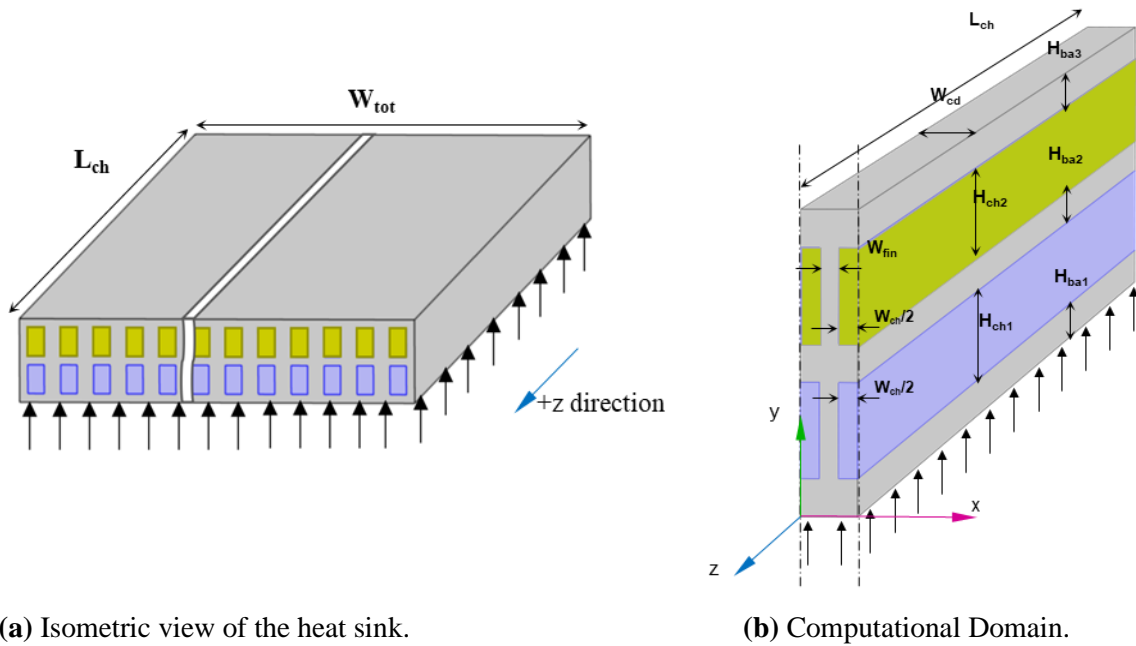 W_tot
L_ch
+z direction
L_ch
H_ba3
W_cd
H_ba2
H_ch2
W_fin
H_ba1
W_ch/2
H_ch1
W_ch/2
y
x
z
(a) Isometric view of the heat sink.
(b) Computational Domain.